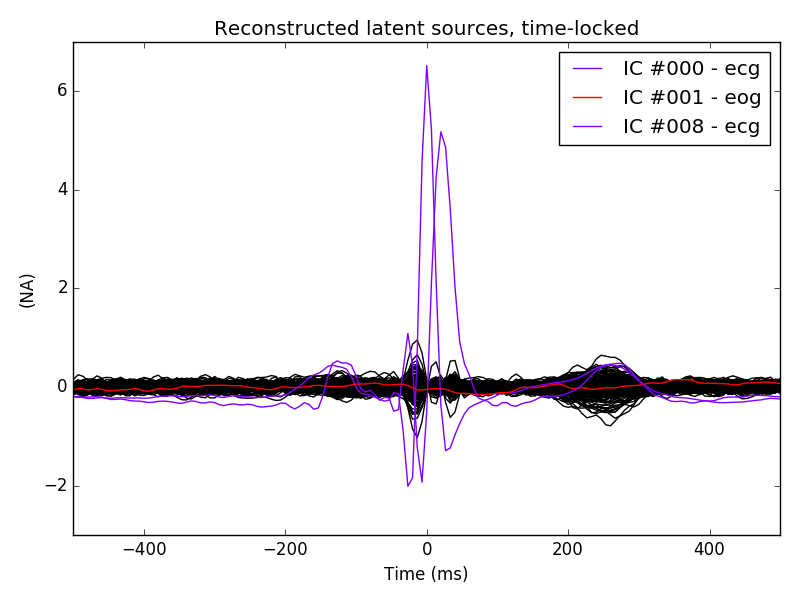 Reconstructed latent sources, time-locked
IC #000 - ecg
IC #001 - eog
IC #008 - ecg
6
4
2
0
−2
(NA)
−400
−200
0
200
400
Time (ms)